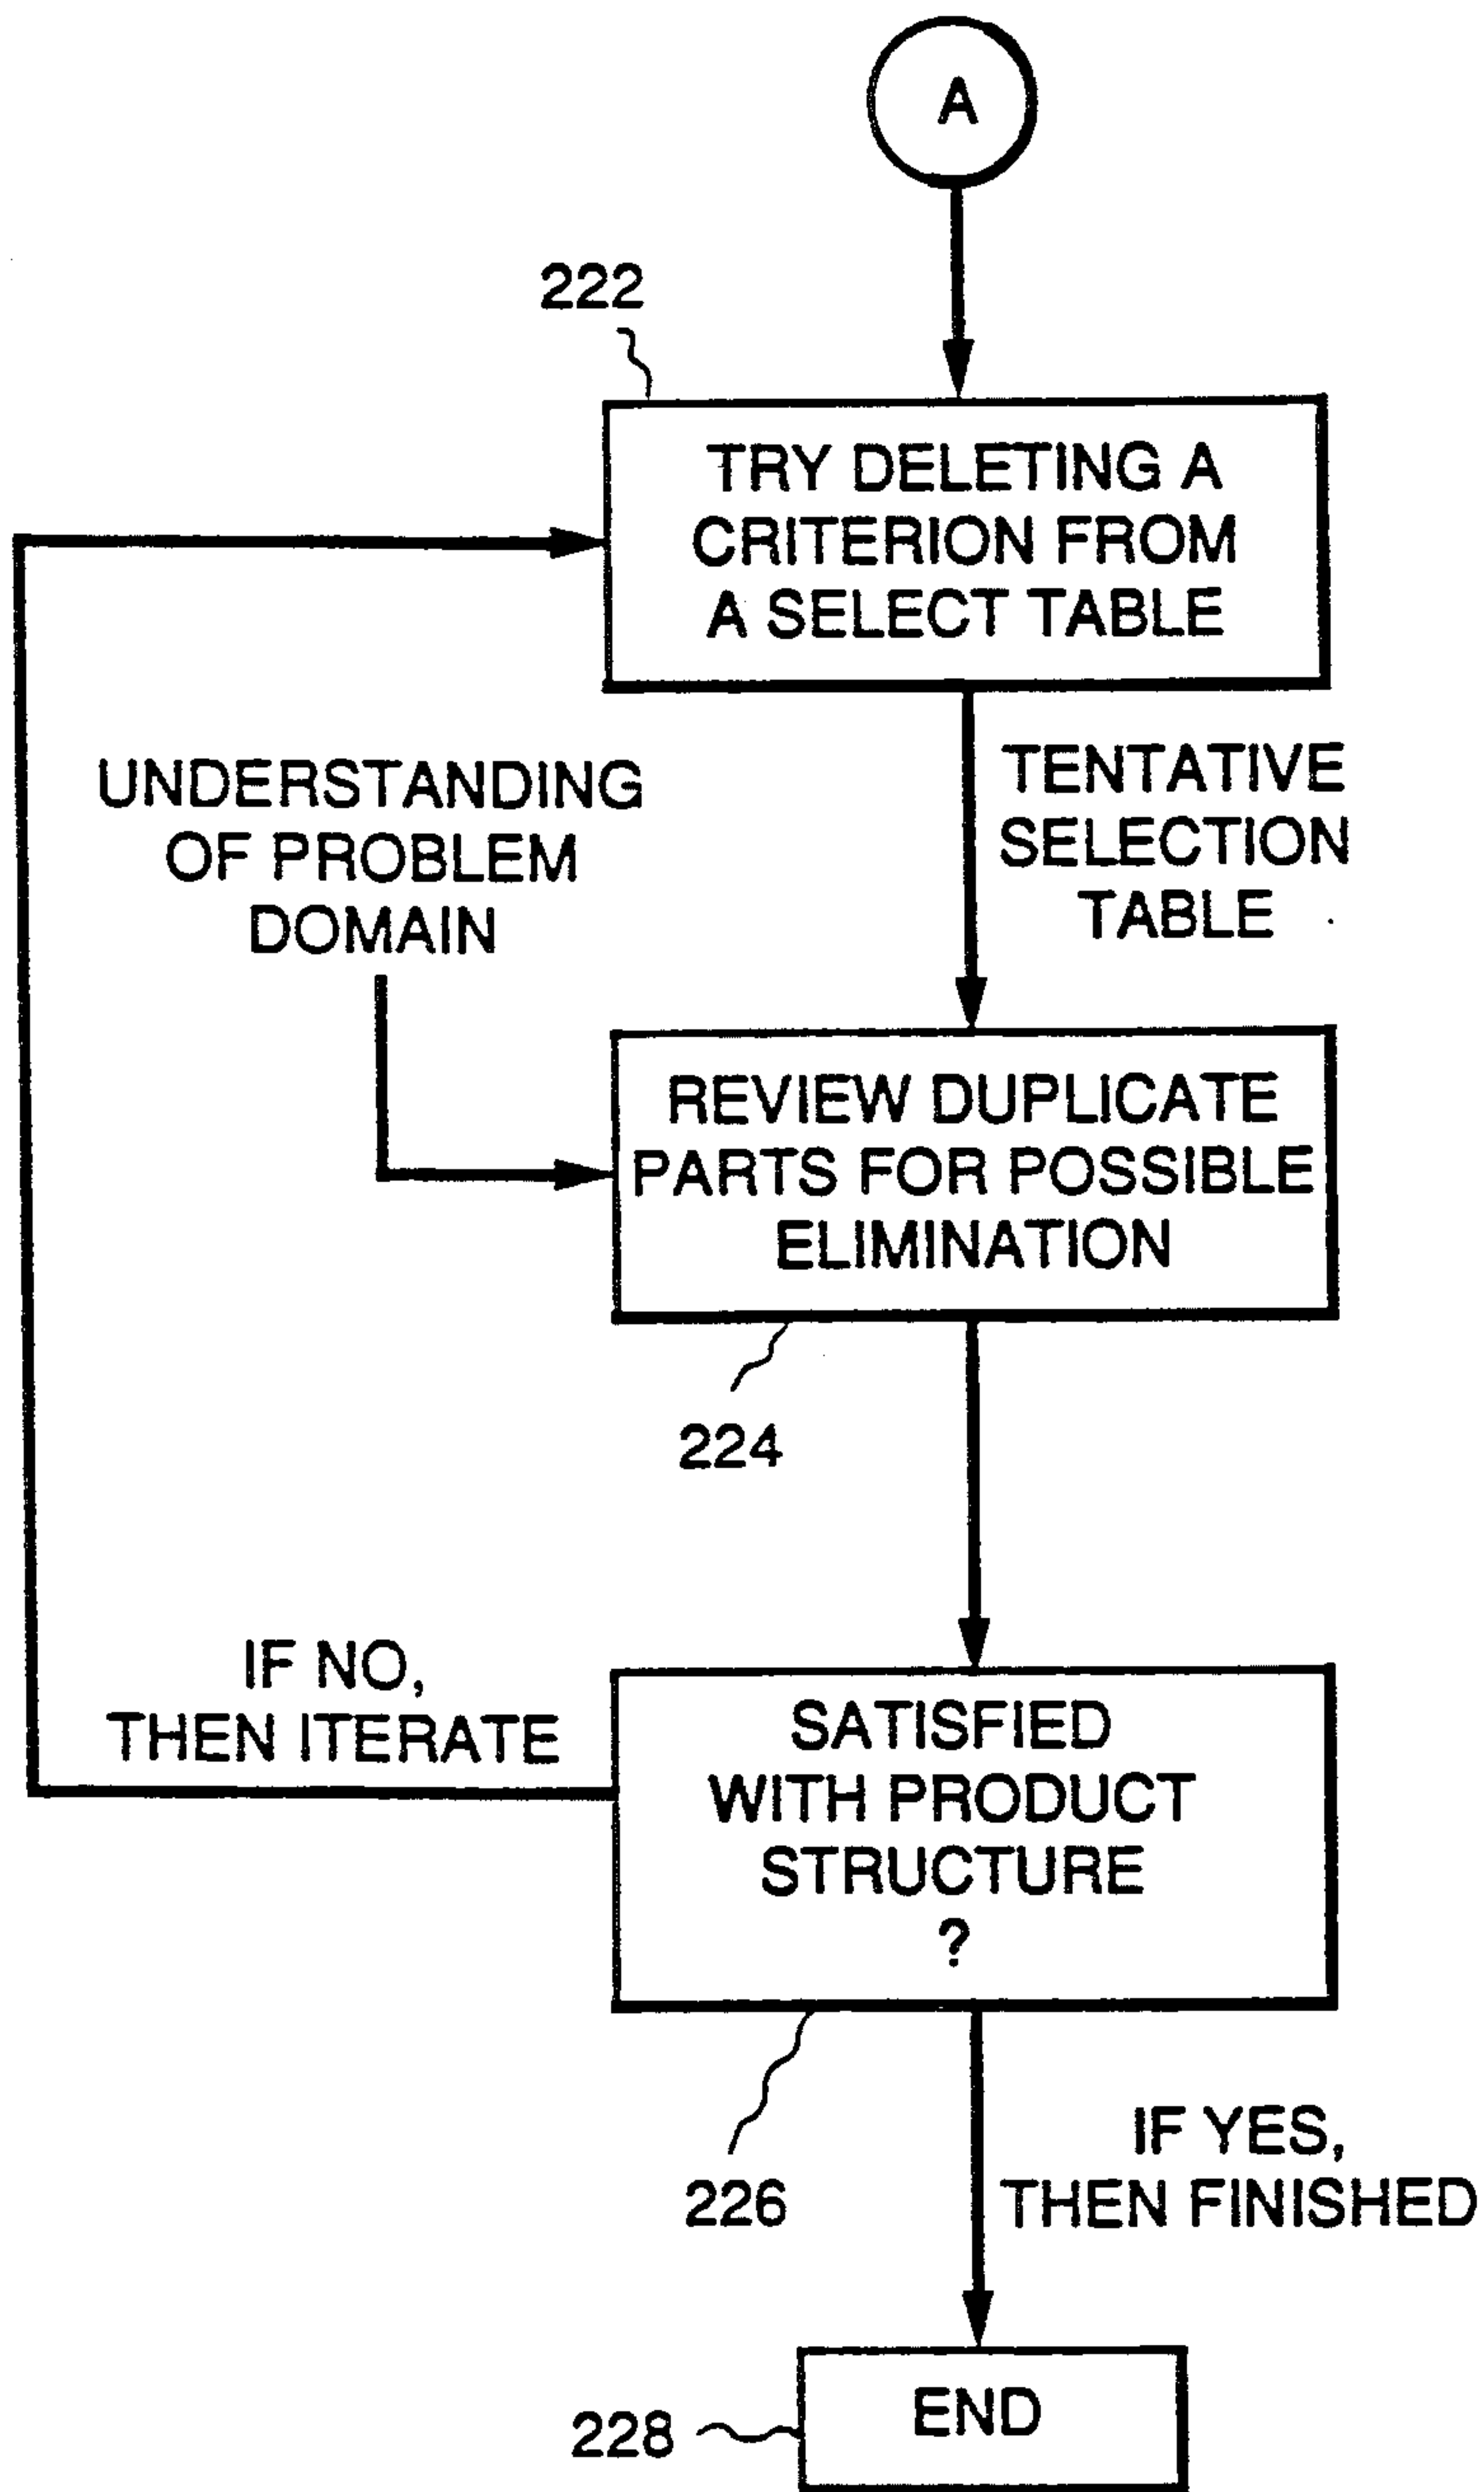 A
222
TRY DELETING A
CRITERION FROM
A SELECT TABLE
UNDERSTANDING
OF PROBLEM
DOMAIN
TENTATIVE
SELECTION
TABLE
REVIEW DUPLICATE
PARTS FOR POSSIBLE
ELIMINATION
224
IF NO,
THEN ITERATE
SATISFIED
WITH PRODUCT
STRUCTURE
?
226
IF YES,
THEN FINISHED
END
228